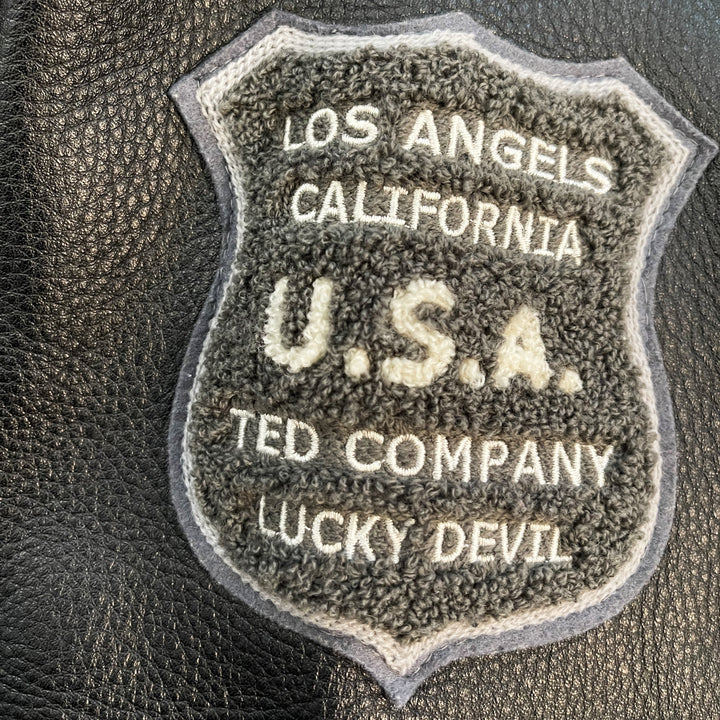 LOS ANGELS
CALIFORNIA
U.S.A.
TED COMPANY
LUCKY DEVIL